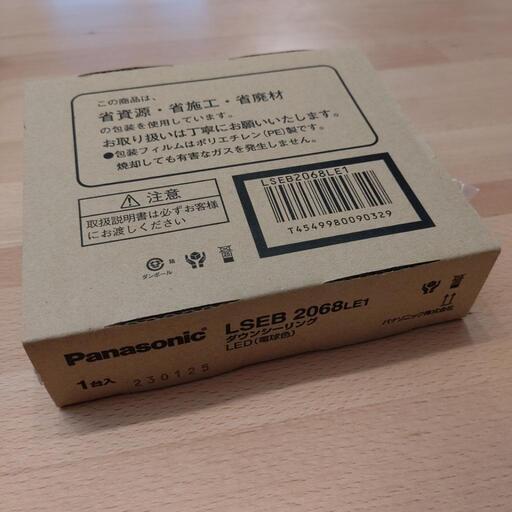 この商品は、
省資源・省施工・省廃材
の包装を使用しています。
お取り扱いは丁寧にお願いいたします。
●包装フィルムはポリエチレン(PE)製です。
焼却しても有害なガスを発生しません。
⚠ 注意
取扱説明書は必ずお客様
にお渡しください
LSEB2068LE1
T4549980090329
ダンボール
Panasonic
LSEB 2068LE1
ダウンシーリング
LED(電球色)
パナソニック株式会社
1台入
230125